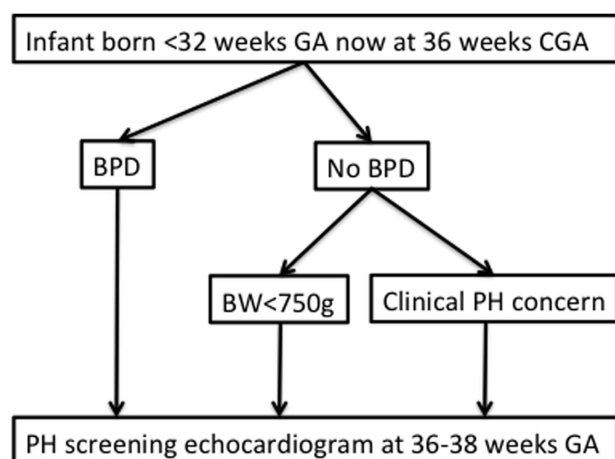 Infant born <32 weeks GA now at 36 weeks CGA
BPD
No BPD
BW<750g
Clinical PH concern
PH screening echocardiogram at 36-38 weeks GA